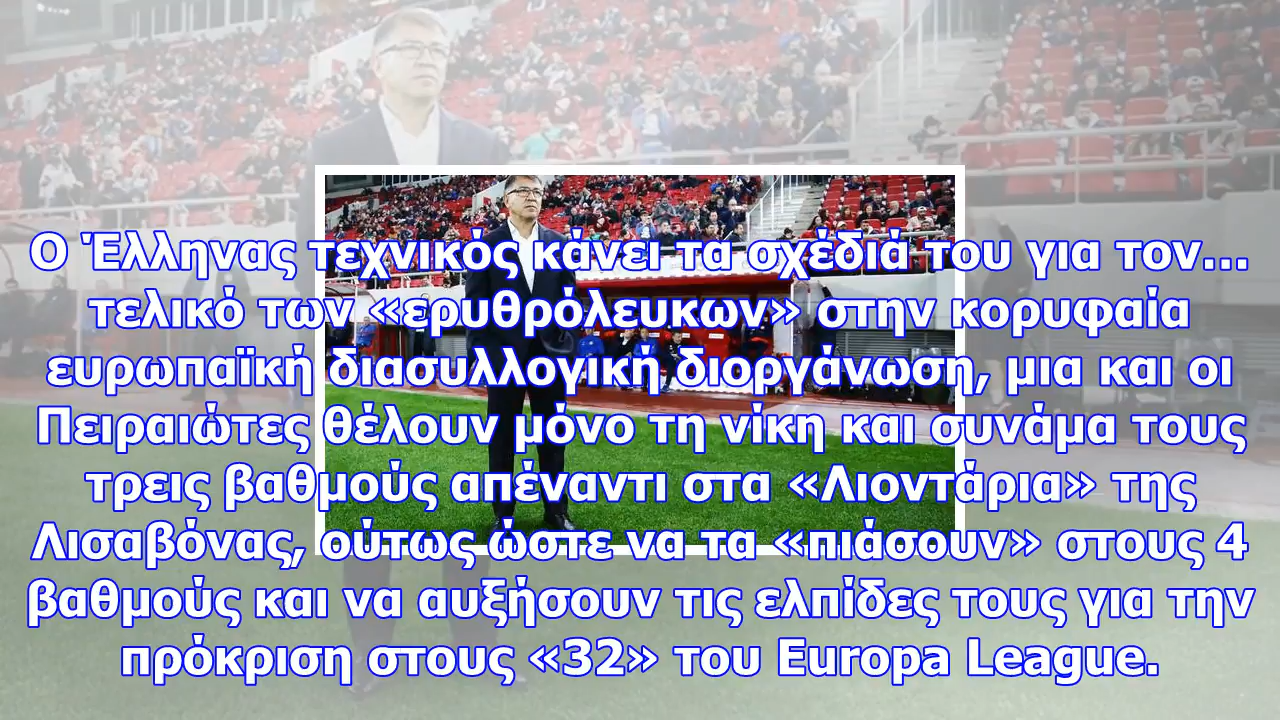 Ο Έλληνας τεχνικός κάνει τα σχέδιά του για τον...
τελικό των «ερυθρόλευκων» στην κορυφαία
ευρωπαϊκή διασυλλογική διοργάνωση, μια και οι
Πειραιώτες θέλουν μόνο τη νίκη και συνάμα τους
τρεις βαθμούς απέναντι στα «Λιοντάρια» της
Λισαβόνας, ούτως ώστε να τα «πιάσουν» στους 4
βαθμούς και να αυξήσουν τις ελπίδες τους για την
πρόκριση στους «32» του Europa League.